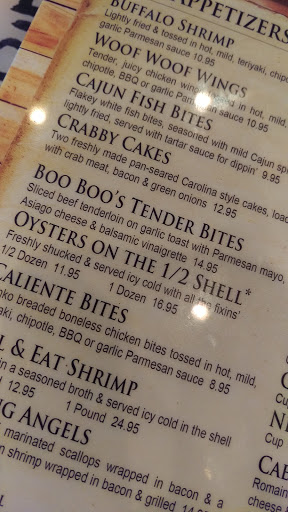 APPETIZERS
BUFFALO SHRIMP
Lightly fried & tossed in hot, mild, teriyaki, chipotle,
garlic Parmesan sauce 10.95
WOOF WOOF WINGS
Tender, juicy chicken wings tossed in hot, mild,
chipotle, BBQ or garlic Parmesan sauce 10.95
CAJUN FISH BITES
Flakey white fish bites, seasoned with mild Cajun
lightly fried, served with tartar sauce for dippin' 9.95
CRABBY CAKES
Two freshly made pan-seared Carolina style cakes,
with crab meat, bacon & green onions 12.95
BOO BOO'S TENDER BITES
Sliced beef tenderloin on garlic toast with Parmesan mayo,
Asiago cheese & balsamic vinaigrette 14.95
OYSTERS ON THE 1/2 SHELL*
Freshly shucked & served icy cold with all the fixins'
1/2 Dozen 11.95 1 Dozen 16.95
CALIENTE BITES
breaded boneless chicken bites tossed in hot, mild,
chipotle, BBQ or garlic Parmesan sauce 8.95
& EAT SHRIMP
in a seasoned broth & served icy cold in the shell
12.95 1 Pound 24.95
ANGELS
marinated scallops wrapped in bacon & a
shrimp wrapped in bacon & grilled 14.95
Cup
Cup
cheese
Romaine